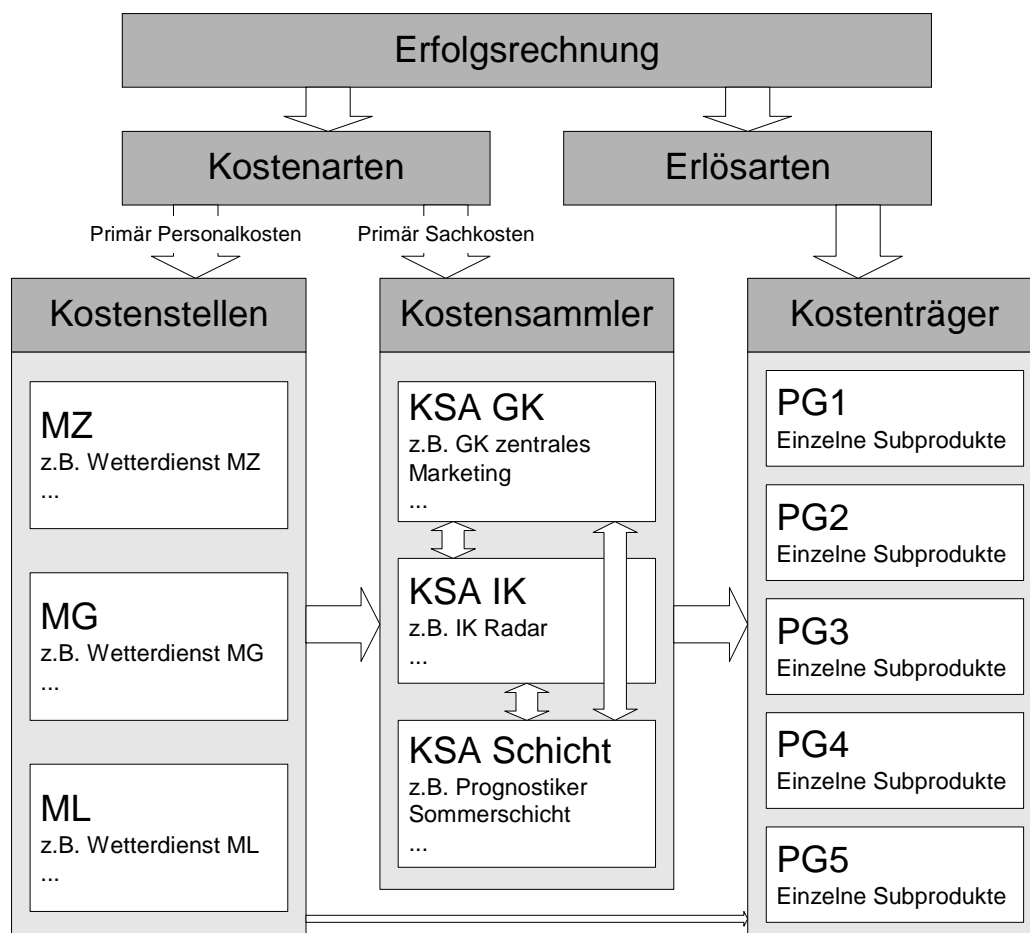 Erfolgsrechnung
Kostenarten
Erlösarten
Primär Personalkosten
Primär Sachkosten
Kostenstellen
MZ
z.B. Wetterdienst MZ
...
MG
z.B. Wetterdienst MG
...
ML
z.B. Wetterdienst ML
...
Kostensammler
KSA GK
z.B. GK zentrales
Marketing
...
KSA IK
z.B. IK Radar
...
KSA Schicht
z.B. Prognostiker
Sommerschicht
...
Kostenträger
PG1
Einzelne Subprodukte
PG2
Einzelne Subprodukte
PG3
Einzelne Subprodukte
PG4
Einzelne Subprodukte
PG5
Einzelne Subprodukte